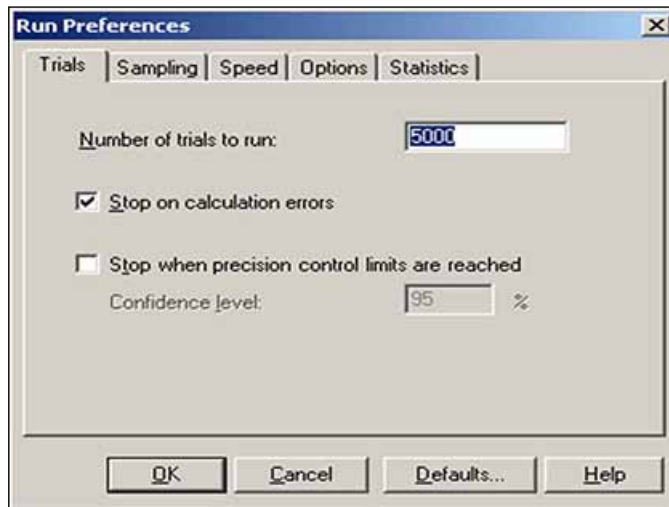 Run Preferences
Trials Sampling Speed Options Statistics
Number of trials to run: 5000
Stop on calculation errors
Stop when precision control limits are reached
Confidence level: 95 %
OK Cancel Defaults... Help